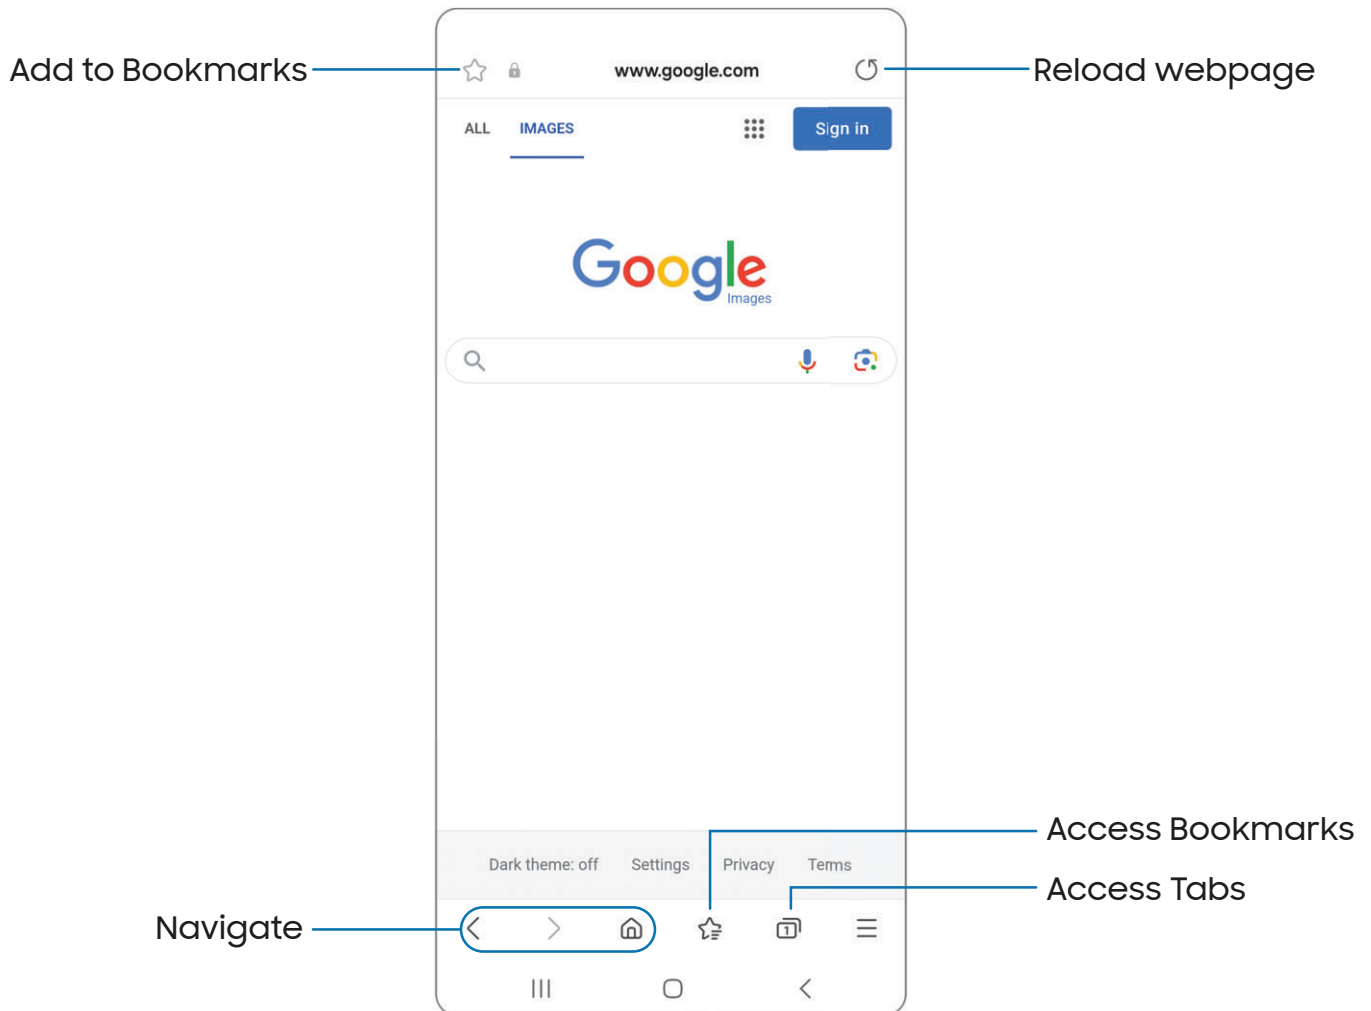 Add to Bookmarks
www.google.com
Reload webpage
ALL IMAGES
Sign in
Google
Images
Access Bookmarks
Dark theme: off Settings Privacy Terms
Access Tabs
Navigate
1